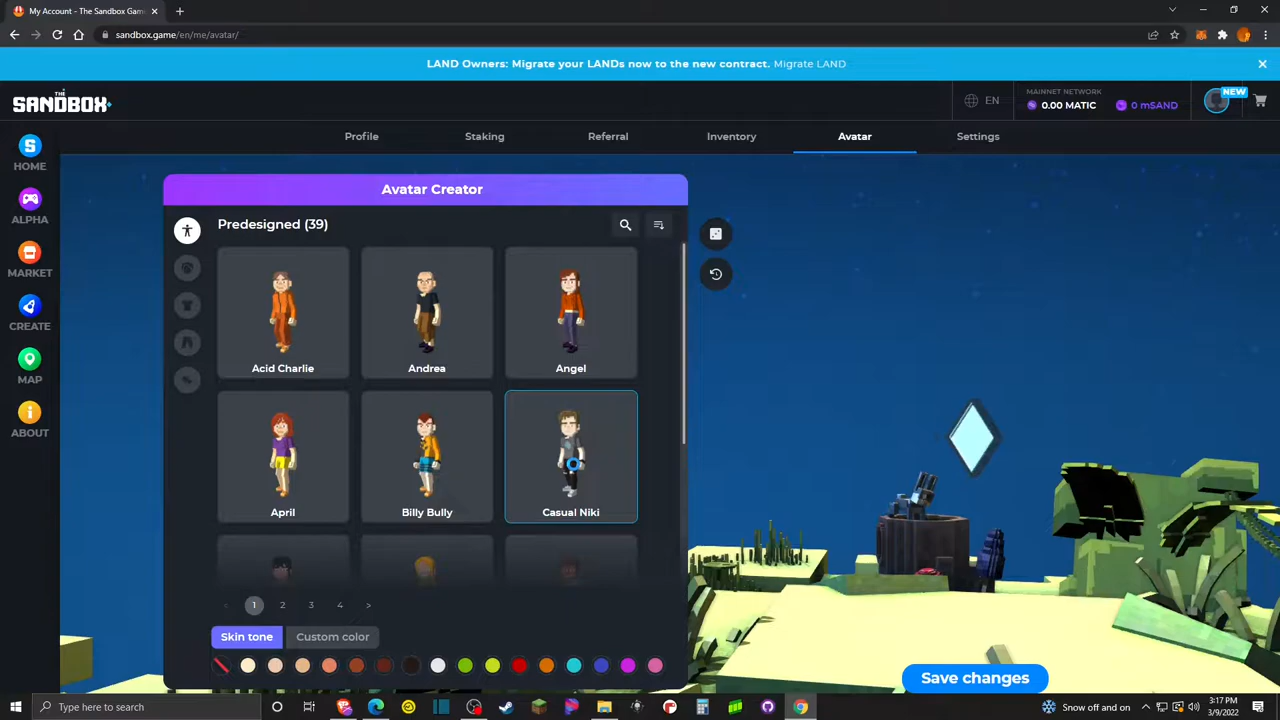 My Account - The Sandbox Gam
sandbox.game/en/me/avatar/
LAND Owners: Migrate your LANDs now to the new contract. Migrate LAND
THE SANDBOX
EN
MAINNET NETWORK
0.00 MATIC
0 mSAND
NEW
Profile
Staking
Referral
Inventory
Avatar
Settings
HOME
ALPHA
MARKET
CREATE
MAP
ABOUT
Avatar Creator
Predesigned (39)
Acid Charlie
Andrea
Angel
April
Billy Bully
Casual Niki
< 1 2 3 4 >
Skin tone
Custom color
Save changes
Type here to search
Snow off and on
3:17 PM
3/9/2022